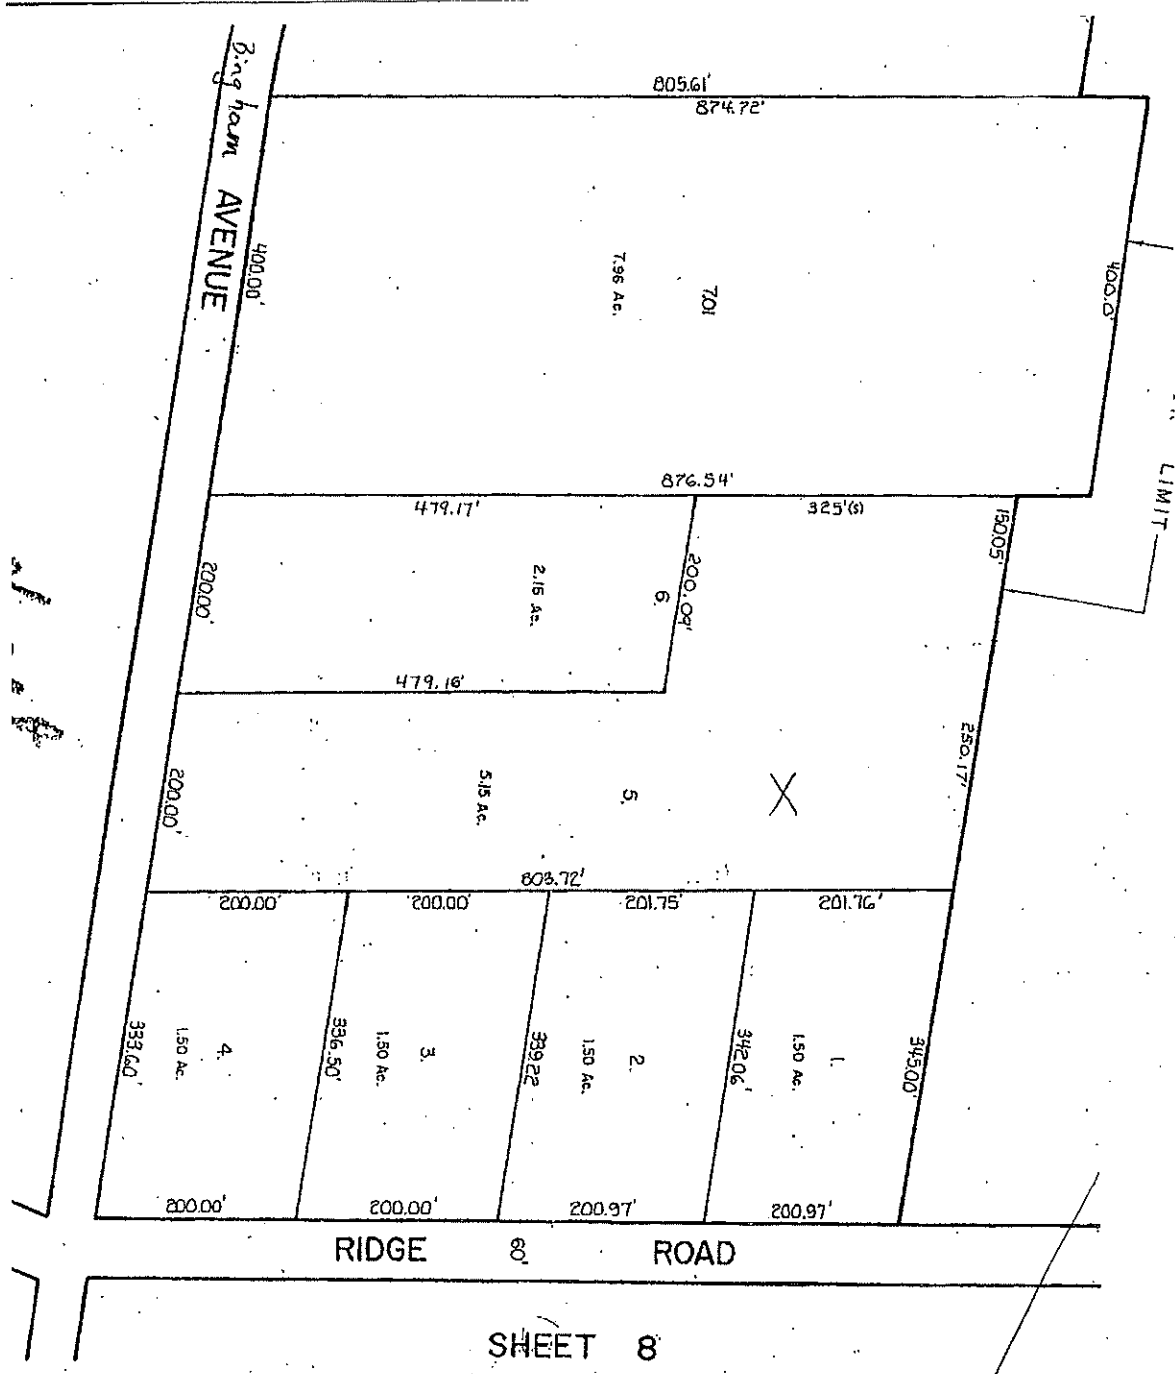 Bingham AVENUE
805.61'
874.72'
400.00'
400.0'
7.01
7.96 Ac.
LIMIT
876.54'
479.17'
325'(s)
150.05'
200.00'
2.15 Ac.
6.
200.09'
479.16'
250.17'
200.00'
5.15 Ac.
5.
X
803.72'
200.00'
200.00'
201.75'
201.76'
333.60'
1.50 Ac.
4.
336.50'
1.50 Ac.
3.
339.22
1.50 Ac.
2.
342.06'
1.50 Ac.
1.
345.00'
200.00'
200.00'
200.97'
200.97'
RIDGE 60' ROAD
SHEET 8